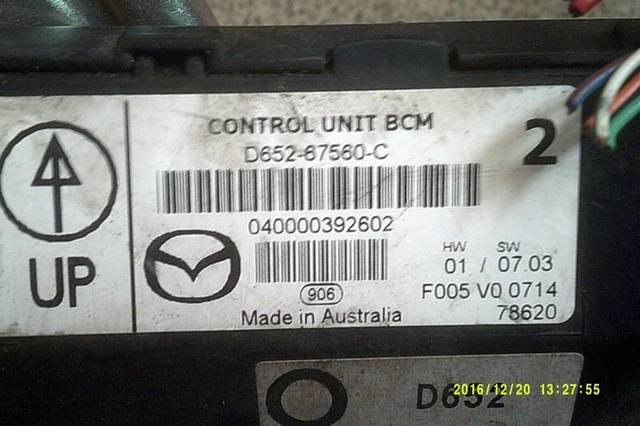 CONTROL UNIT BCM
2
D652-67560-C
040000392602
UP
HW SW
01 / 07.03
906
F005 V0 0714
Made in Australia
78620
D652
2016/12/20 13:27:55